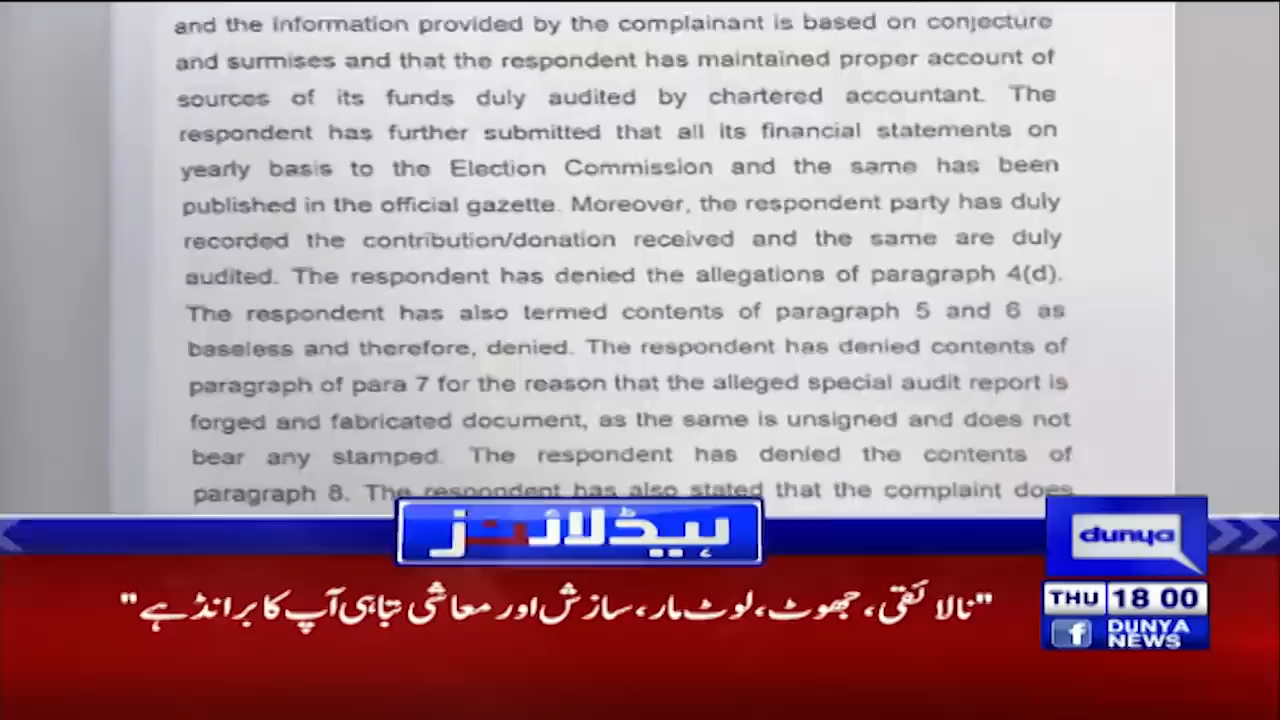 and the information provided by the complainant is based on conjecture
and surmises and that the respondent has maintained proper account of
sources of its funds duly audited by chartered accountant. The
respondent has further submitted that all its financial statements on
yearly basis to the Election Commission and the same has been
published in the official gazette. Moreover, the respondent party has duly
recorded the contribution/donation received and the same are duly
audited. The respondent has denied the allegations of paragraph 4(d).
The respondent has also termed contents of paragraph 5 and 6 as
baseless and therefore, denied. The respondent has denied contents of
paragraph of para 7 for the reason that the alleged special audit report is
forged and fabricated document, as the same is unsigned and does not
bear any stamped. The respondent has denied the contents of
paragraph 8. The respondent has also stated that the complaint does
ہیڈلائنز
"نالائقی، جھوٹ، لوٹ مار، سازش اور معاشی تباہی آپ کا برانڈ ہے"
dunya
THU 18 00
f DUNYA
NEWS